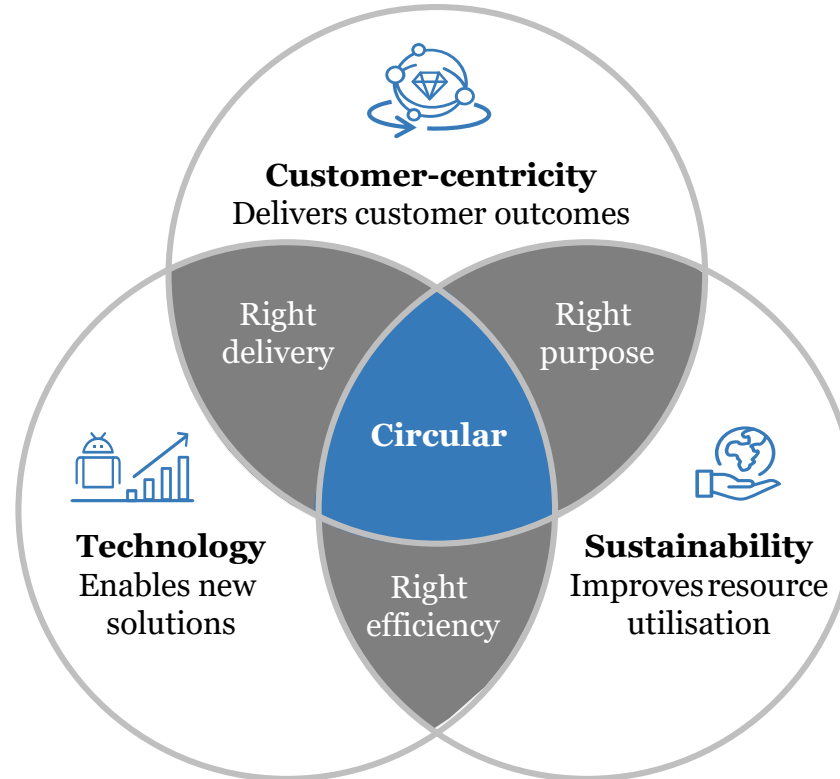 Customer-centricity
Delivers customer outcomes
Right
delivery
Right
purpose
Circular
Technology
Enables new
solutions
Sustainability
Improves resource
utilisation
Right
efficiency